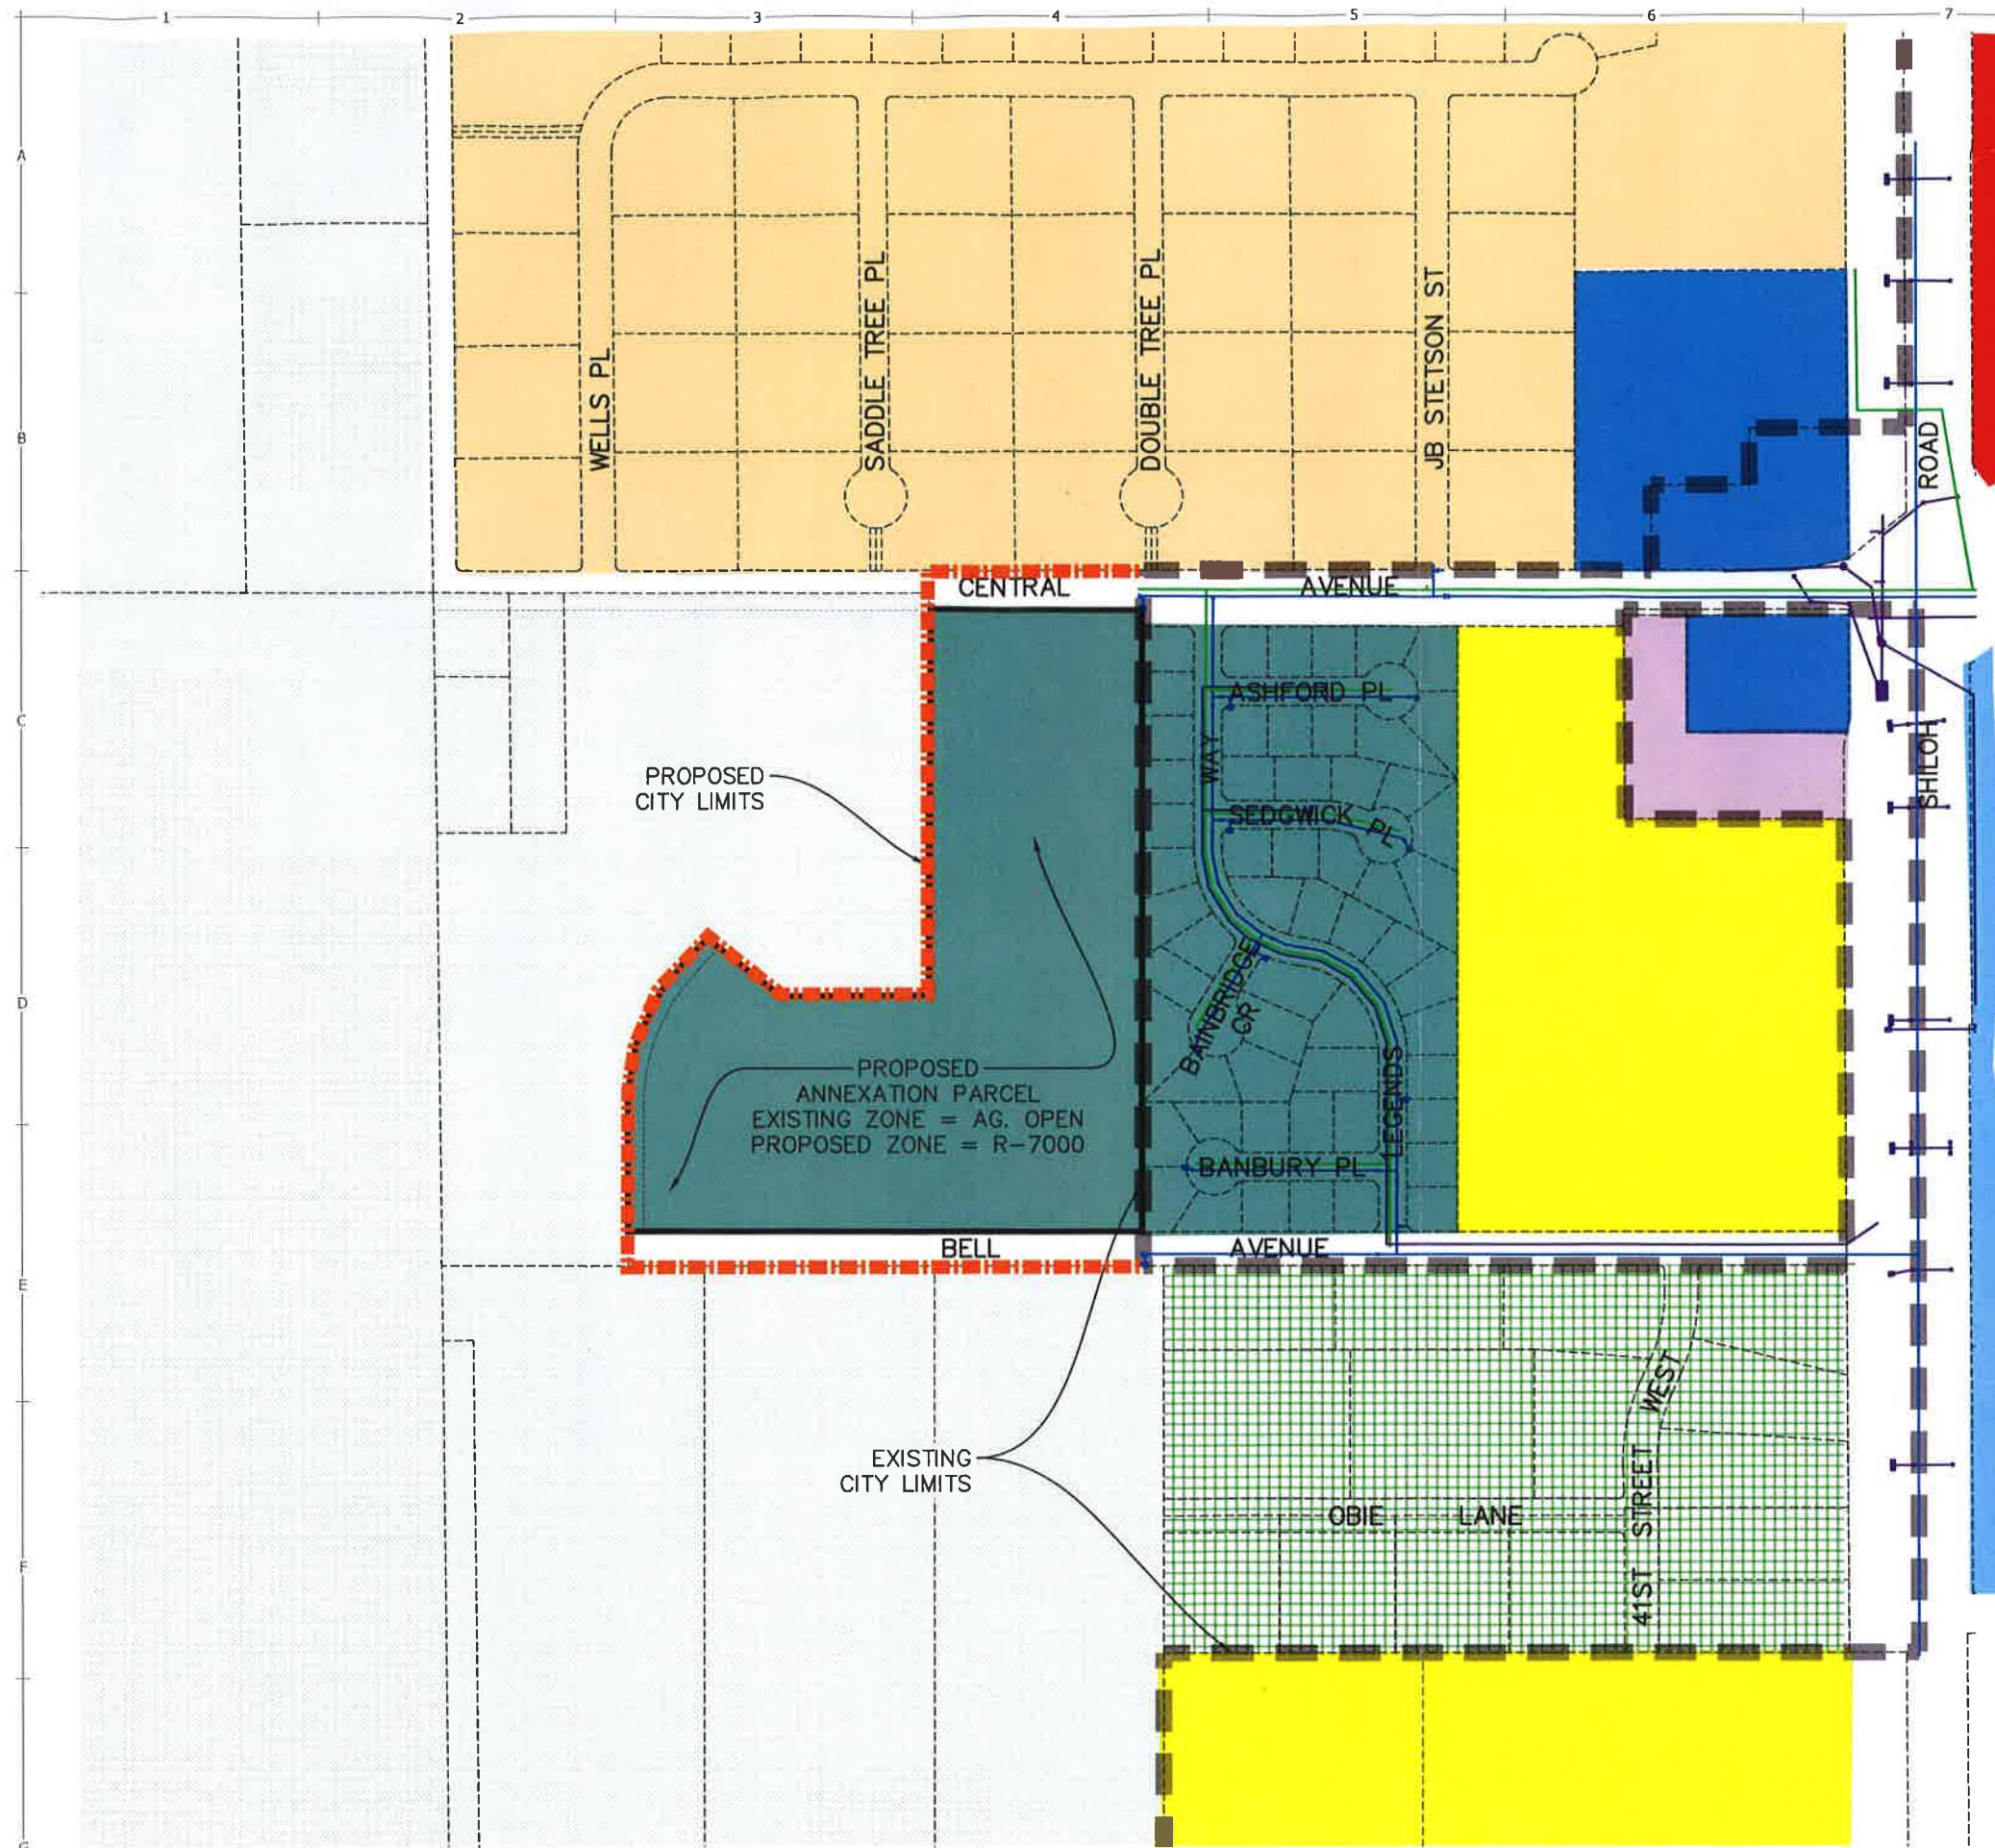 1 2 3 4 5 6 7
A
B
C
D
E
F
G
WELLS PL
SADDLE TREE PL
DOUBLE TREE PL
JB STETSON ST
ROAD
CENTRAL
AVENUE
ASHFORD PL
WAY
SHILOH
PROPOSED
CITY LIMITS
SEDGWICK PL
BAINBRIDGE
CR
LEGENDS
PROPOSED
ANNEXATION PARCEL
EXISTING ZONE = AG. OPEN
PROPOSED ZONE = R-7000
BANBURY PL
BELL
AVENUE
WEST
EXISTING
CITY LIMITS
OBIE LANE
41ST STREET